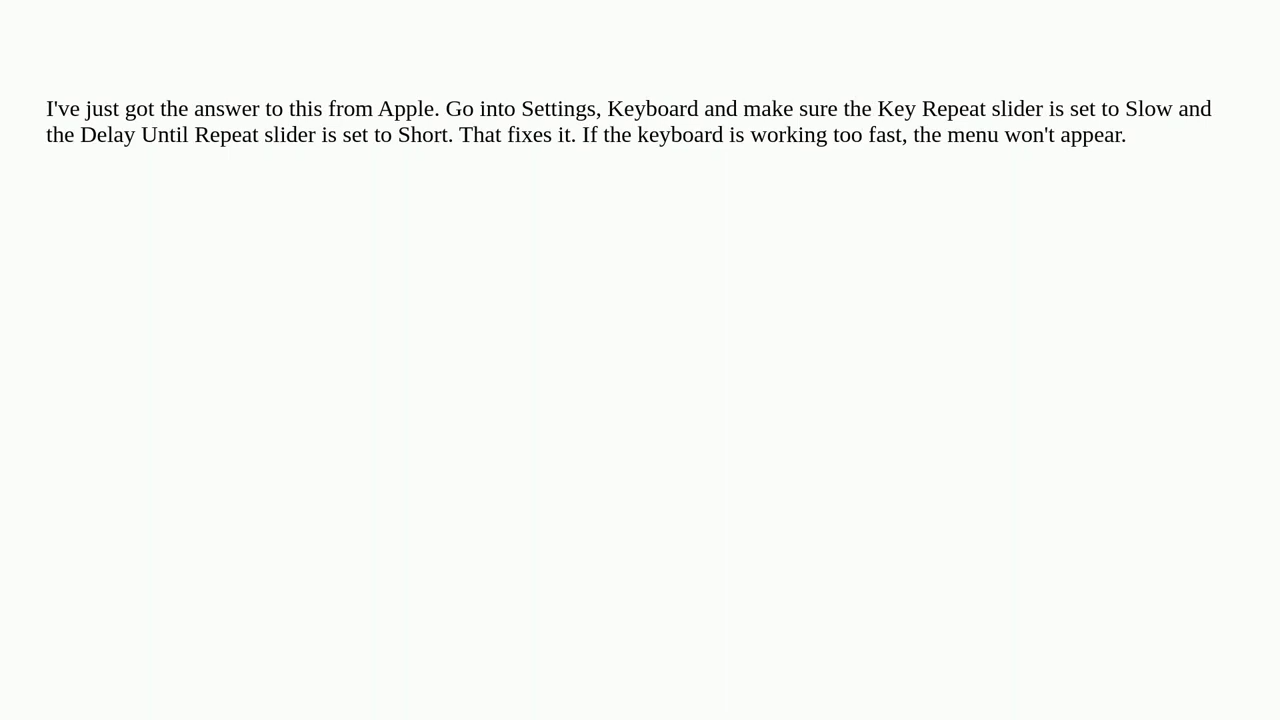 I've just got the answer to this from Apple. Go into Settings, Keyboard and make sure the Key Repeat slider is set to Slow and
the Delay Until Repeat slider is set to Short. That fixes it. If the keyboard is working too fast, the menu won't appear.